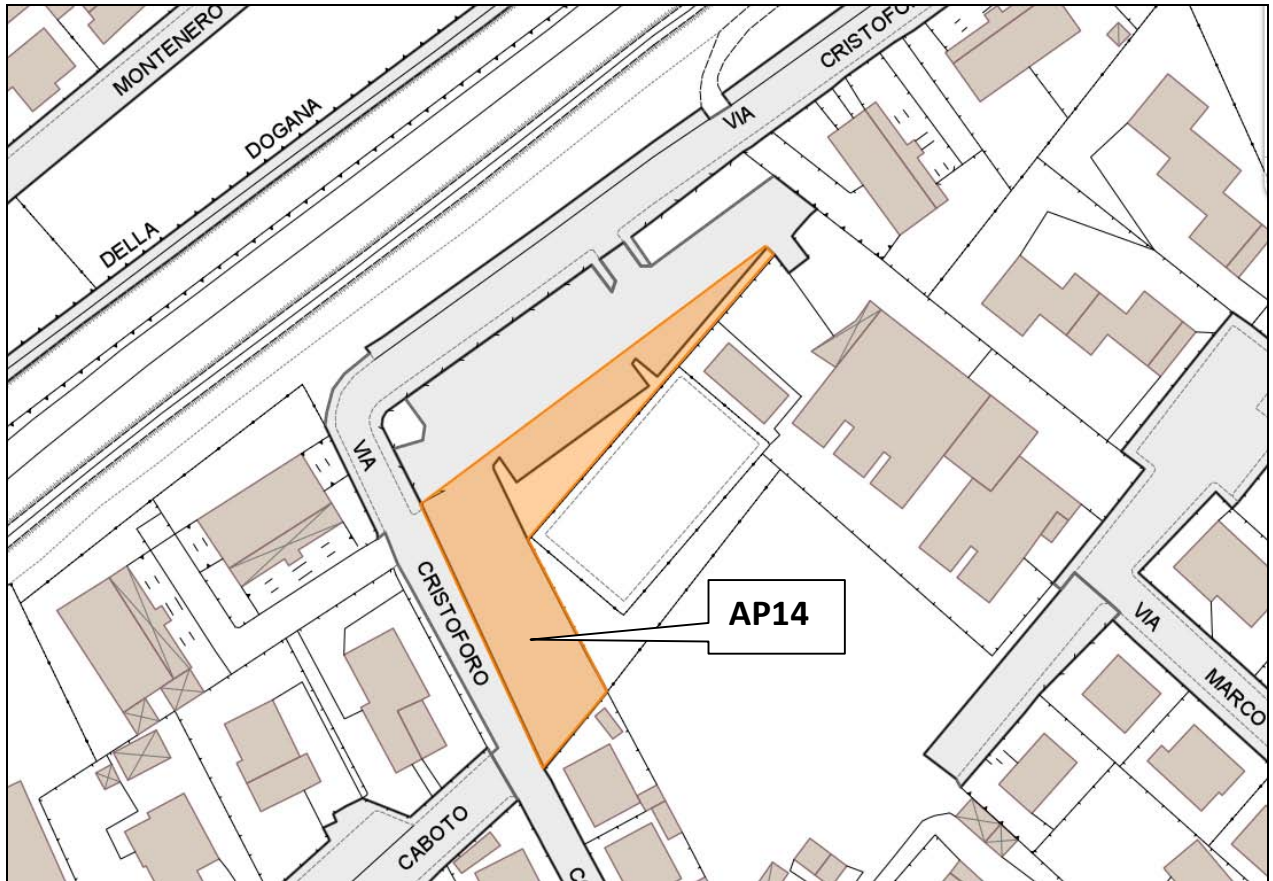 MONTENERO
DELLA DOGANA
VIA CRISTOFO
VIA
CRISTOFORO
AP14
CABOTO
C
VIA MARCO